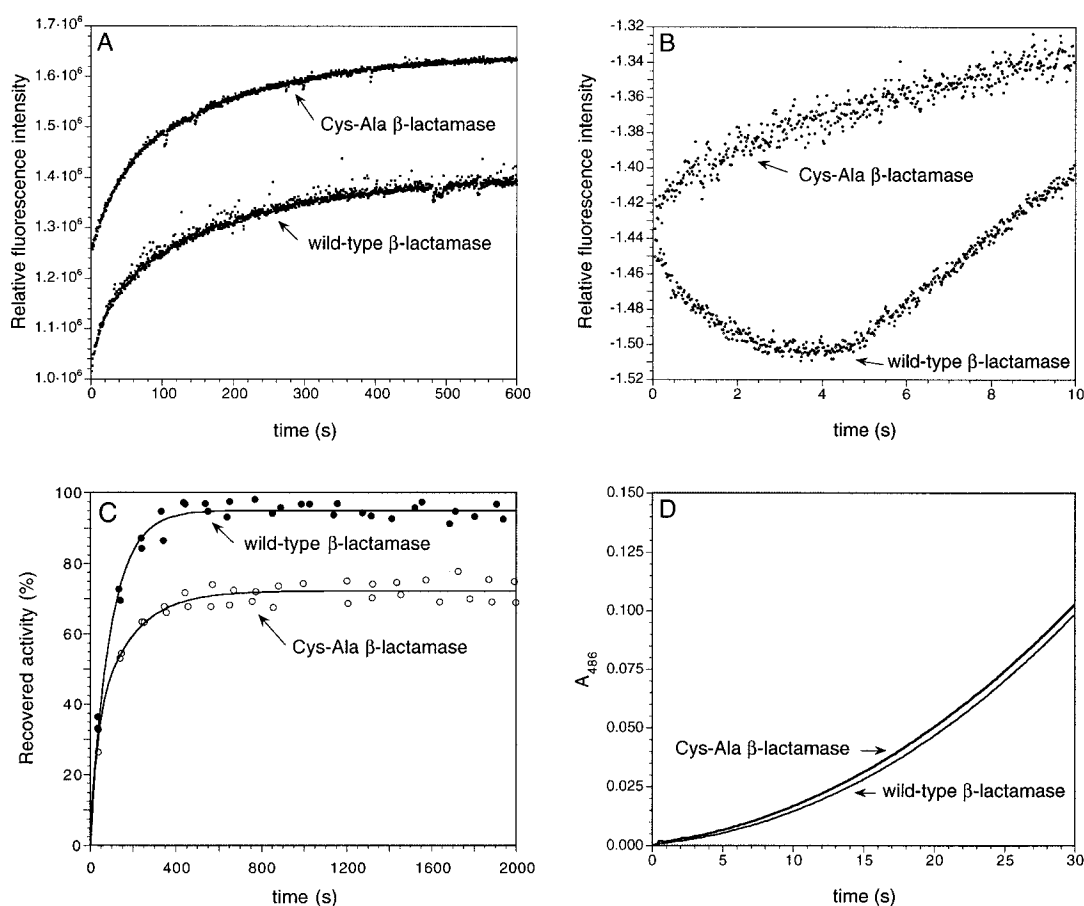 A
Relative fluorescence intensity
1.7·10⁶
1.6·10⁶
1.5·10⁶
1.4·10⁶
1.3·10⁶
1.2·10⁶
1.1·10⁶
1.0·10⁶
Cys-Ala β-lactamase
wild-type β-lactamase
0 100 200 300 400 500 600
time (s)
B
Relative fluorescence intensity
-1.32
-1.34
-1.36
-1.38
-1.40
-1.42
-1.44
-1.46
-1.48
-1.50
-1.52
Cys-Ala β-lactamase
wild-type β-lactamase
0 2 4 6 8 10
time (s)
C
Recovered activity (%)
100
80
60
40
20
0
wild-type β-lactamase
Cys-Ala β-lactamase
0 400 800 1200 1600 2000
time (s)
D
A₄₈₆
0.150
0.125
0.100
0.075
0.050
0.025
0.000
Cys-Ala β-lactamase
wild-type β-lactamase
0 5 10 15 20 25 30
time (s)